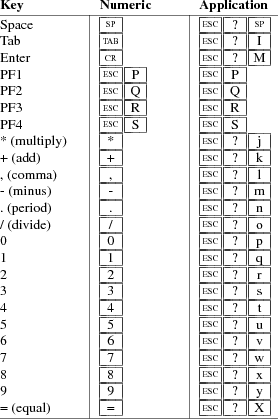 Key Numeric Application
Space SP ESC ? SP
Tab TAB ESC ? I
Enter CR ESC ? M
PF1 ESC P ESC P
PF2 ESC Q ESC Q
PF3 ESC R ESC R
PF4 ESC S ESC S
* (multiply) * ESC ? j
+ (add) + ESC ? k
, (comma) , ESC ? l
- (minus) - ESC ? m
. (period) . ESC ? n
/ (divide) / ESC ? o
0 0 ESC ? p
1 1 ESC ? q
2 2 ESC ? r
3 3 ESC ? s
4 4 ESC ? t
5 5 ESC ? u
6 6 ESC ? v
7 7 ESC ? w
8 8 ESC ? x
9 9 ESC ? y
= (equal) = ESC ? X